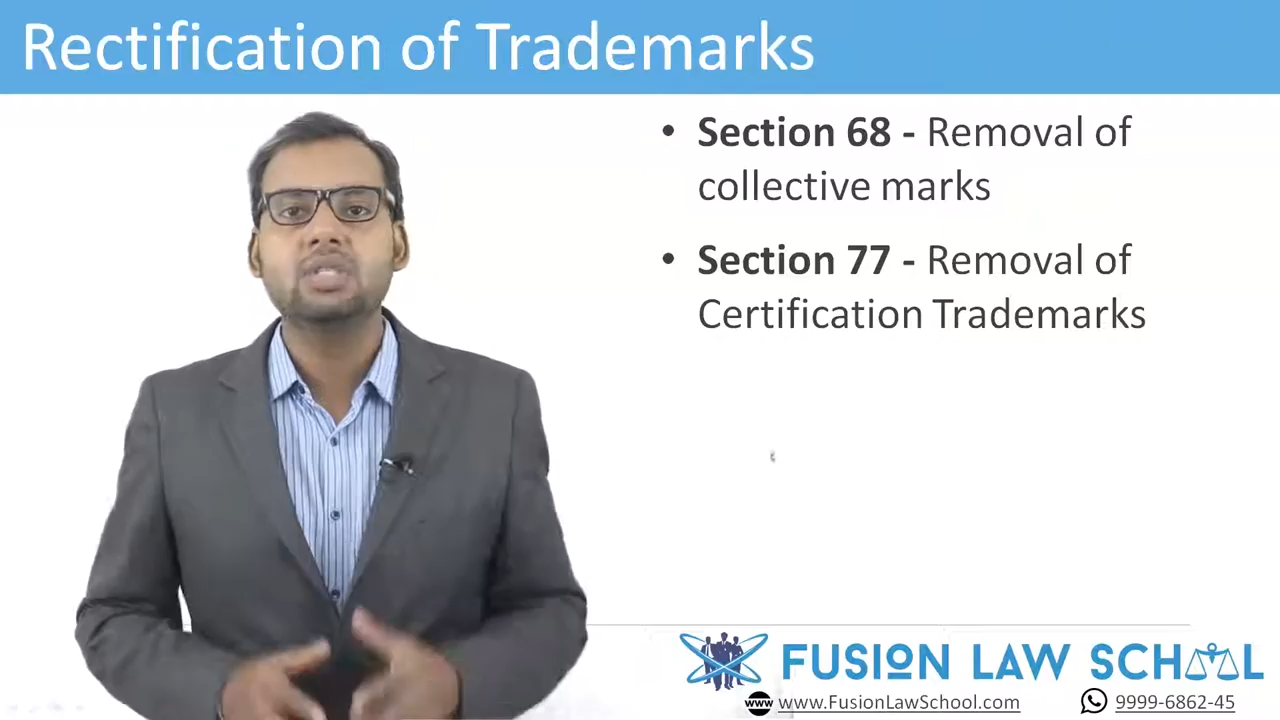 Rectification of Trademarks
• Section 68 - Removal of
collective marks
• Section 77 - Removal of
Certification Trademarks
FUSION LAW SCHOOL
www.FusionLawSchool.com 9999-6862-45